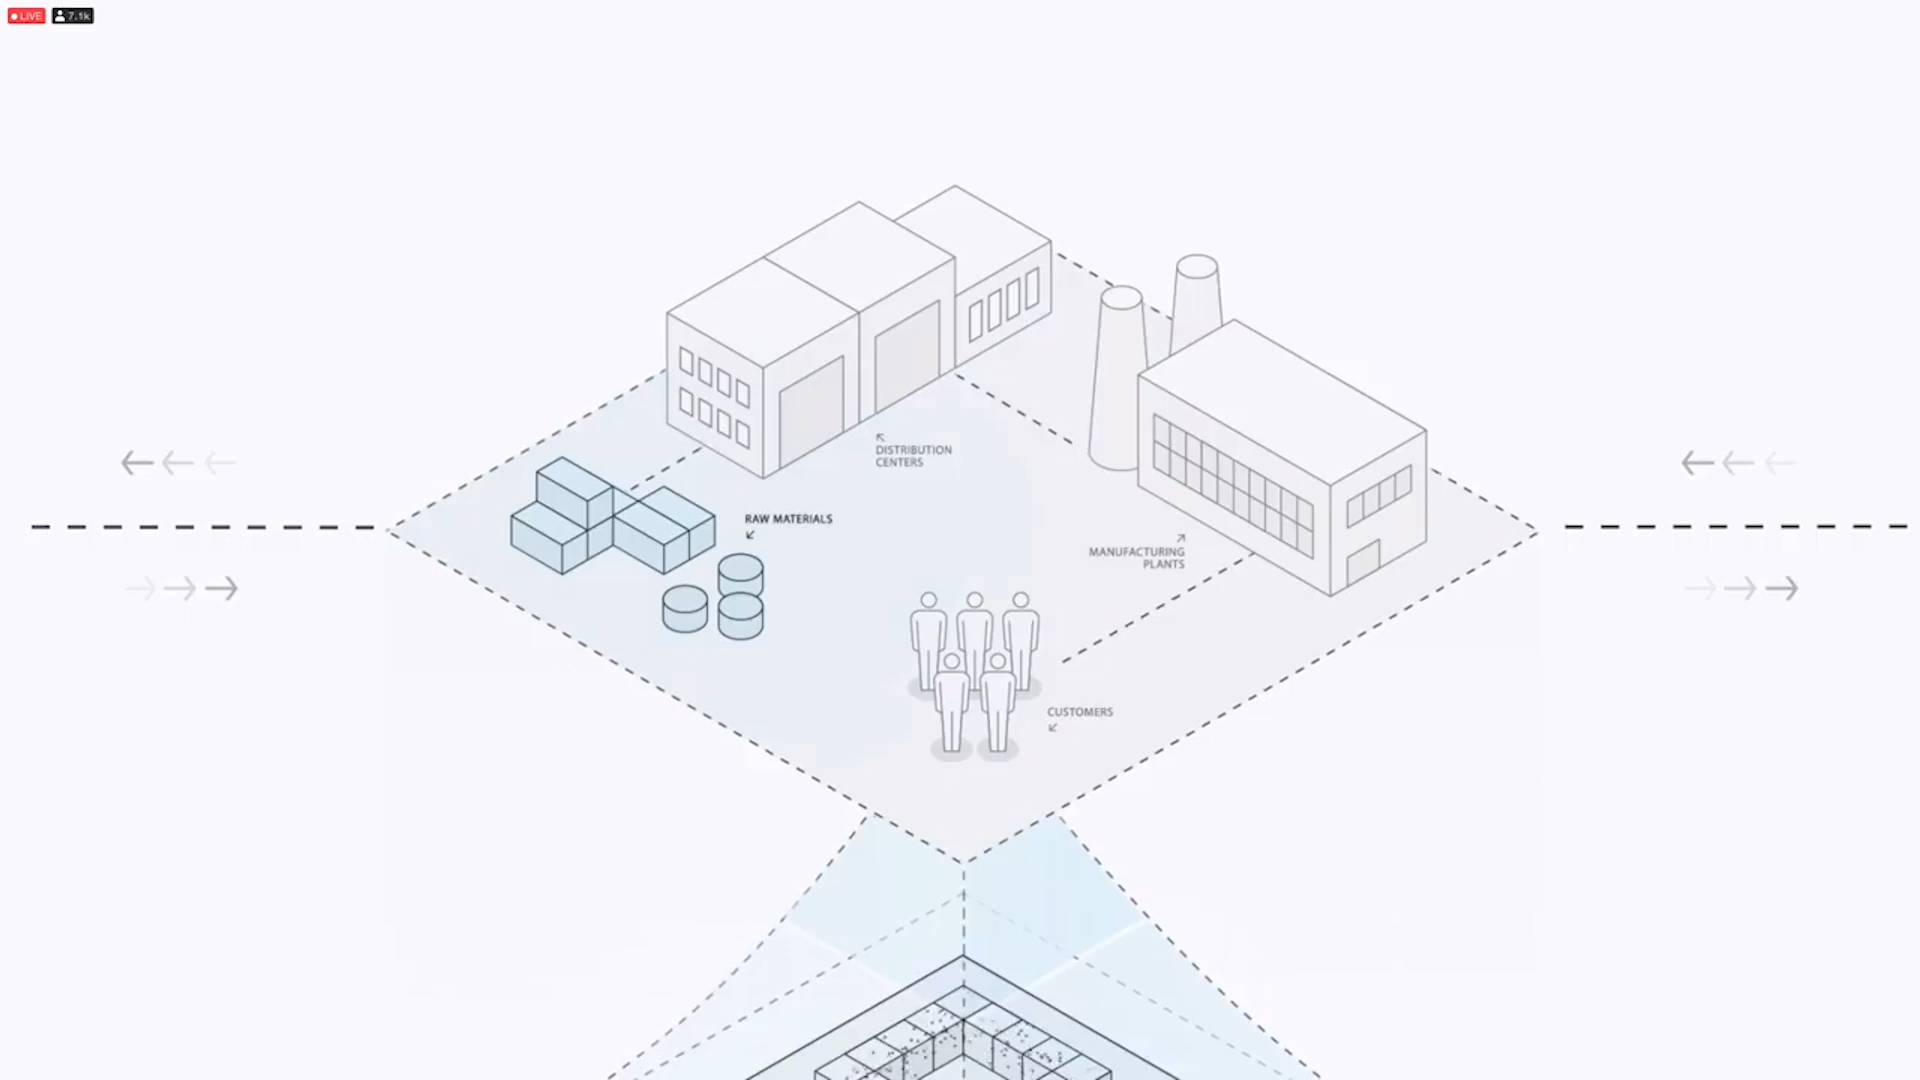 LIVE 7.1k
DISTRIBUTION
CENTERS
RAW MATERIALS
MANUFACTURING
PLANTS
CUSTOMERS